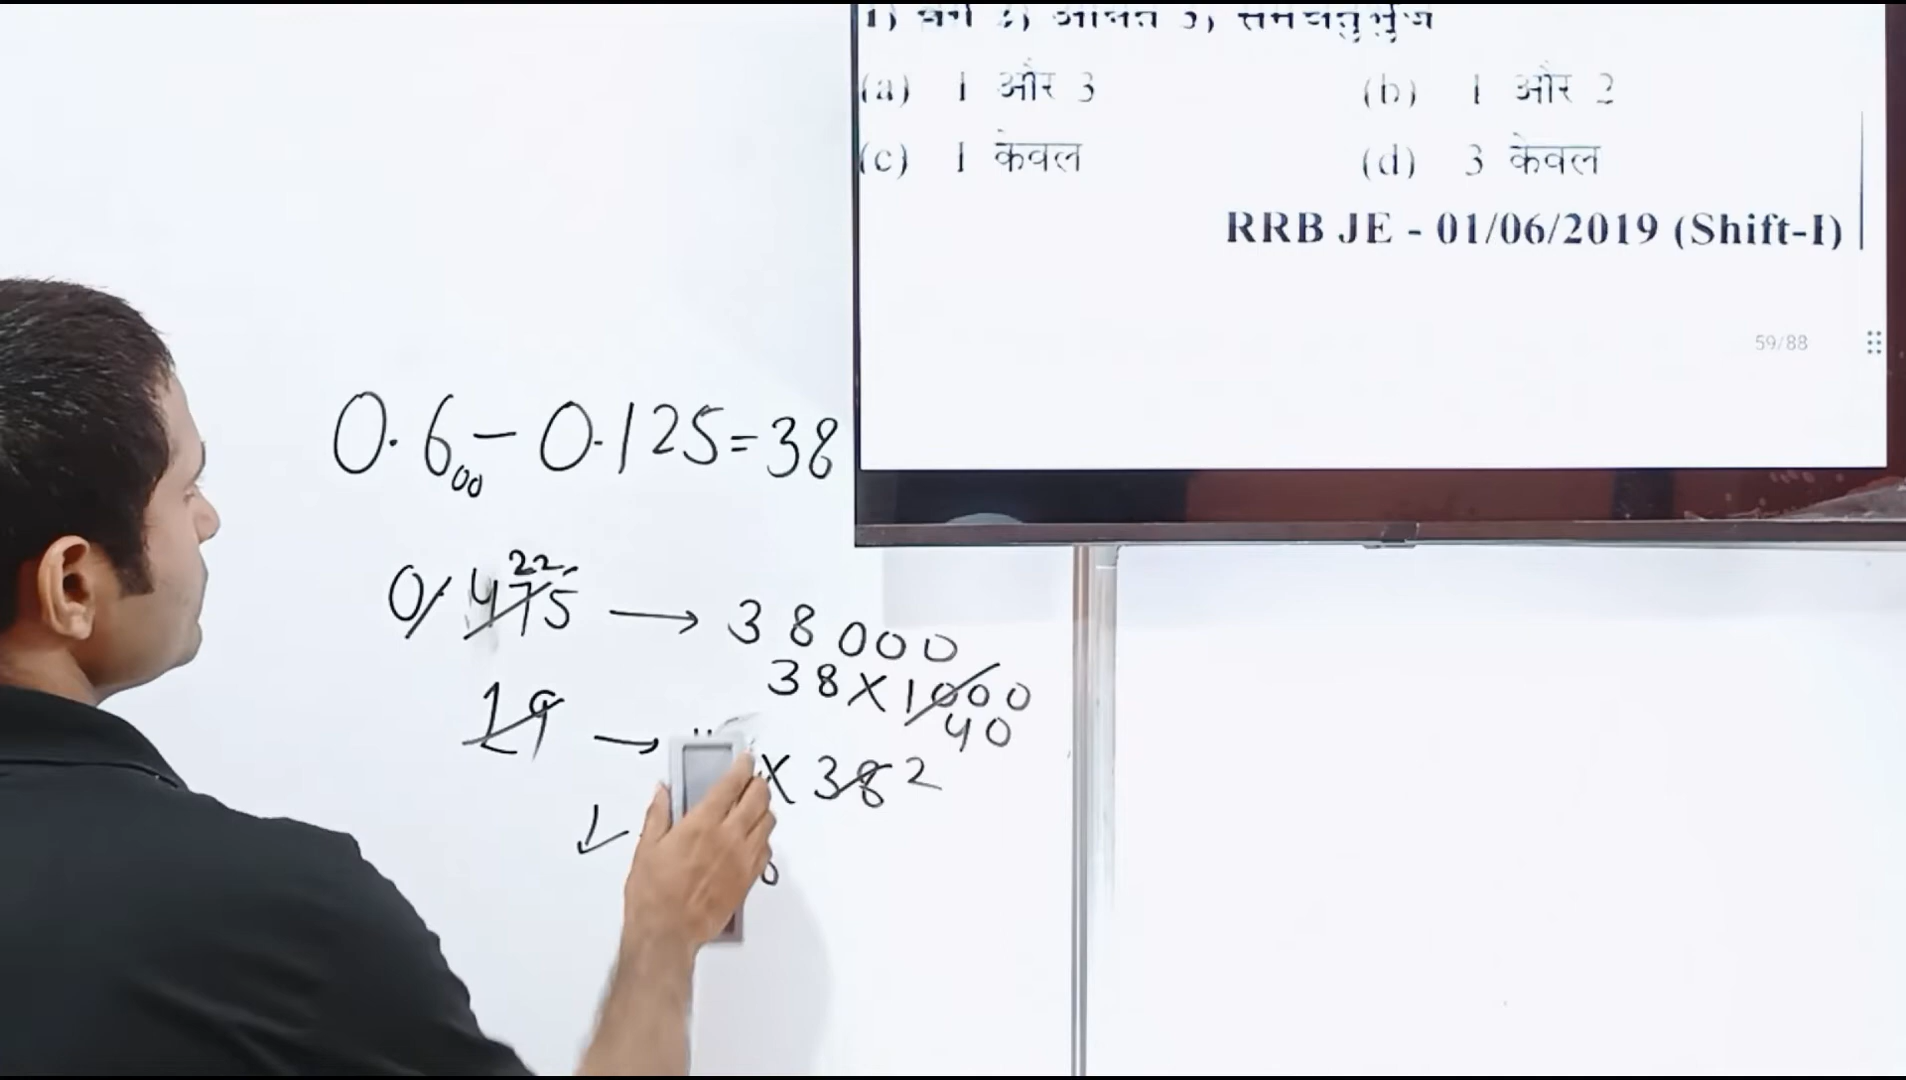 (a) 1 और 3 (b) 1 और 2
(c) 1 केवल (d) 3 केवल
RRB JE - 01/06/2019 (Shift-I)
59/88
0.600 - 0.125 = 38
0.475 22 → 38000
38 X 1000
40
19 →
X 38 2